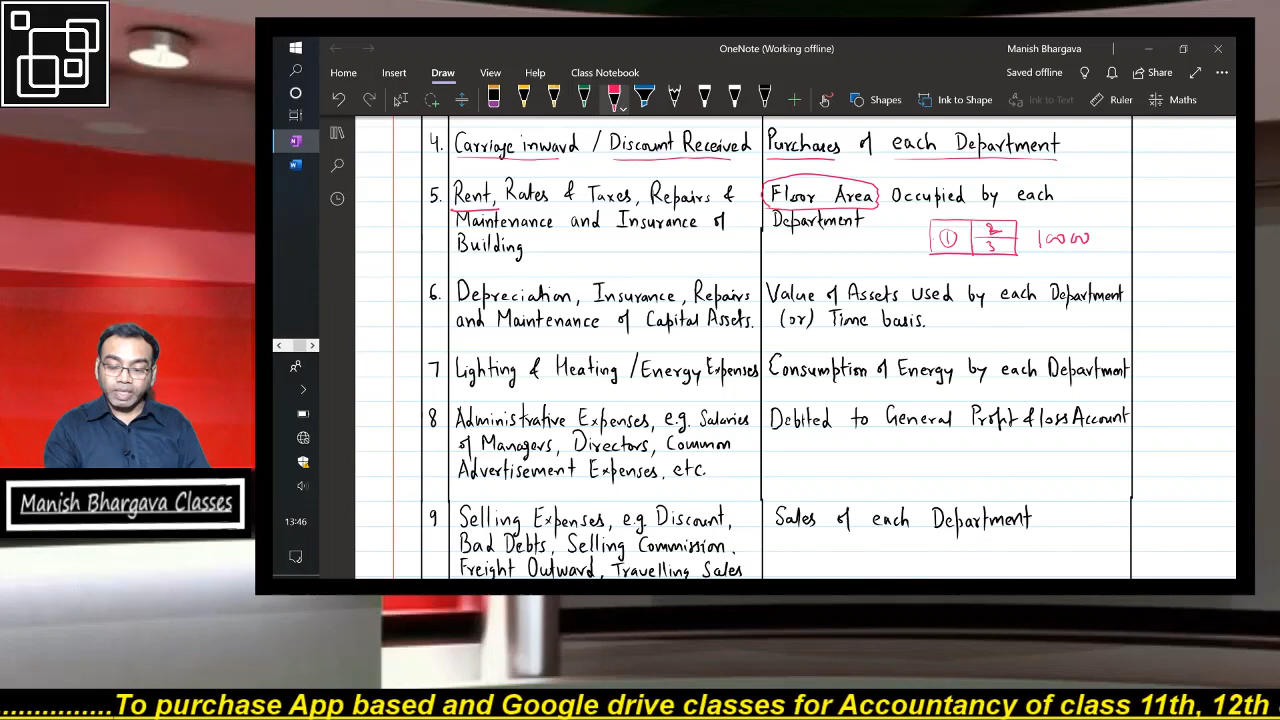 OneNote (Working offline)
Manish Bhargava
Home Insert Draw View Help Class Notebook
Saved offline
Share
Shapes
Ink to Shape
Ink to Text
Ruler
Maths
4. Carriage inward / Discount Received
Purchases of each Department
5. Rent, Rates & Taxes, Repairs &
Maintenance and Insurance of
Building
Floor Area Occupied by each
Department
1
2
3
10000
6. Depreciation, Insurance, Repairs
and Maintenance of Capital Assets.
Value of Assets used by each Department
(or) Time basis.
7 Lighting & Heating / Energy Expenses
Consumption of Energy by each Department
8 Administrative Expenses, e.g. Salaries
of Managers, Directors, Common
Advertisement Expenses, etc.
Debited to General Profit & loss Account
9 Selling Expenses, e.g. Discount,
Bad Debts, Selling Commission.
Freight Outward, Travelling Sales
Sales of each Department
13:46
Manish Bhargava Classes
..............To purchase App based and Google drive classes for Accountancy of class 11th, 12th